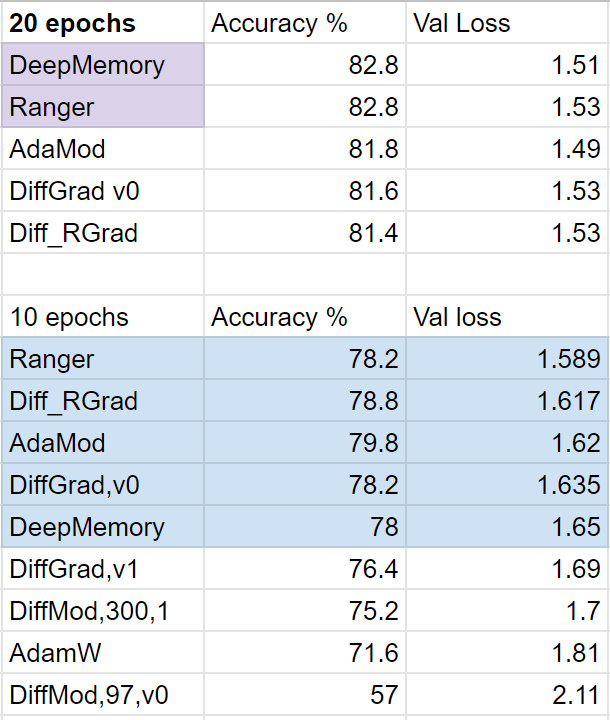 20 epochs Accuracy % Val Loss
DeepMemory 82.8 1.51
Ranger 82.8 1.53
AdaMod 81.8 1.49
DiffGrad v0 81.6 1.53
Diff_RGrad 81.4 1.53
10 epochs Accuracy % Val loss
Ranger 78.2 1.589
Diff_RGrad 78.8 1.617
AdaMod 79.8 1.62
DiffGrad,v0 78.2 1.635
DeepMemory 78 1.65
DiffGrad,v1 76.4 1.69
DiffMod,300,1 75.2 1.7
AdamW 71.6 1.81
DiffMod,97,v0 57 2.11